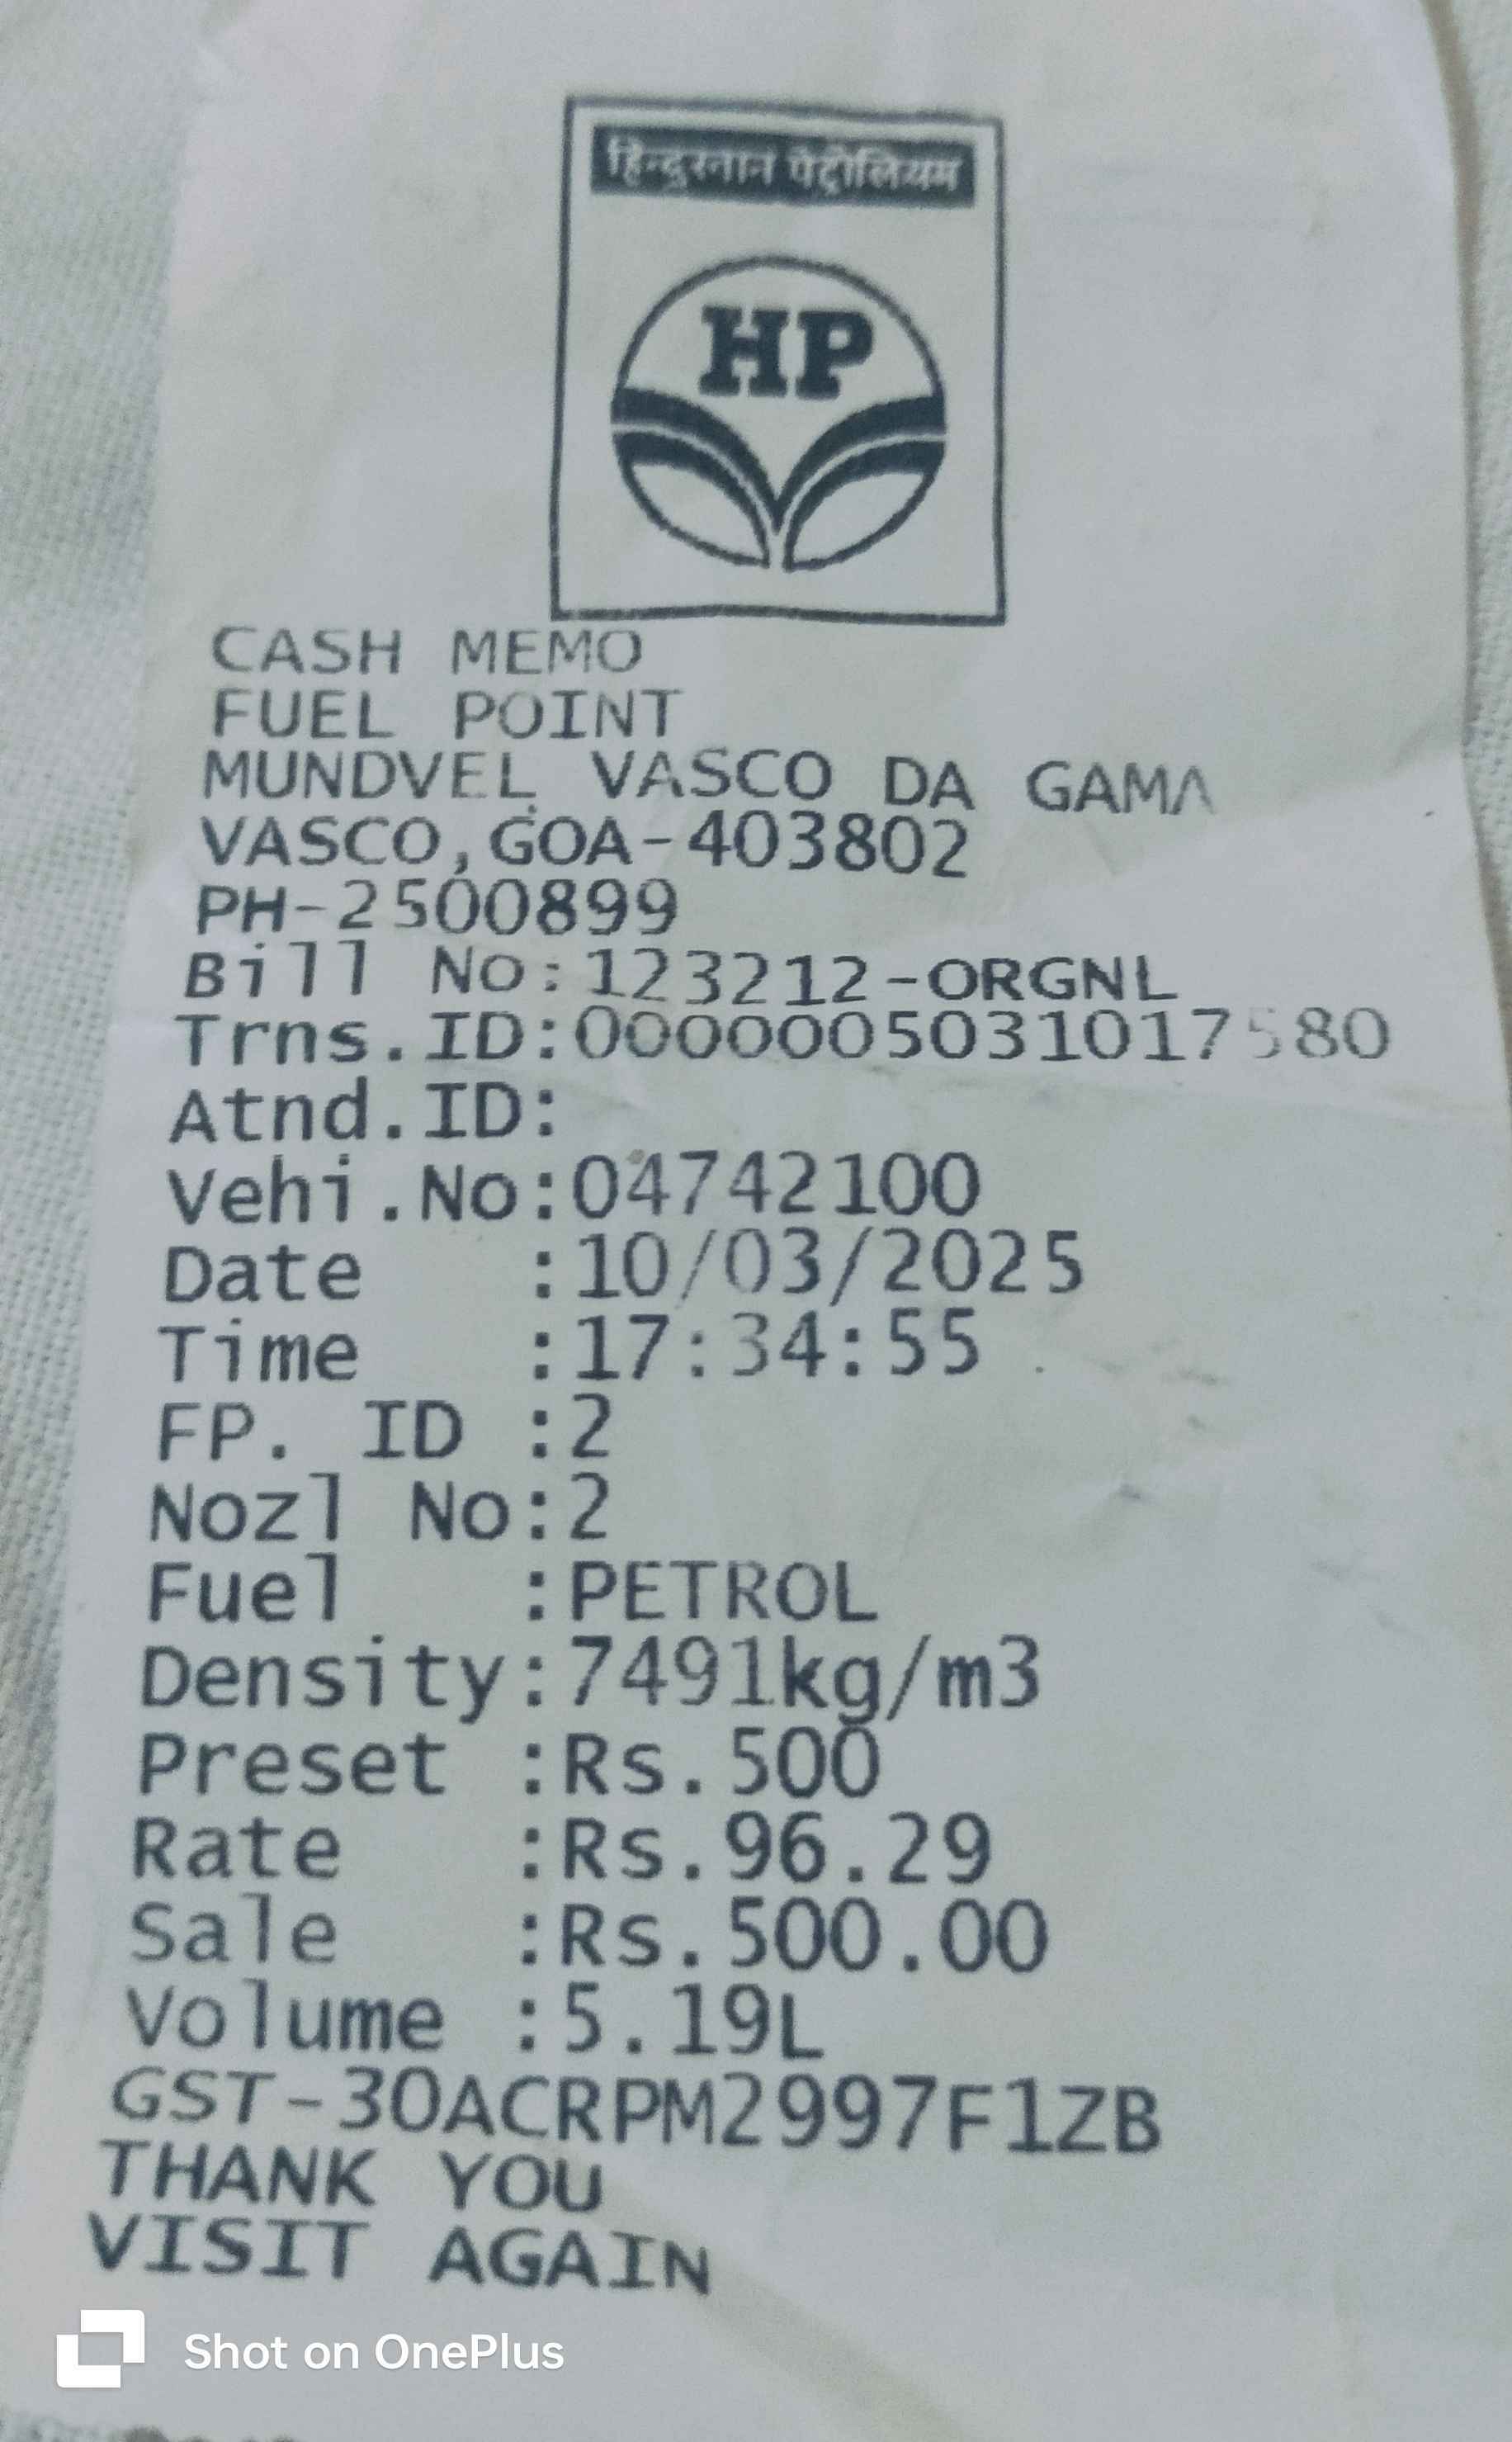 हिन्दुस्तान पेट्रोलियम
HP
CASH MEMO
FUEL POINT
MUNDVEL VASCO DA GAMA
VASCO,GOA-403802
PH-2500899
Bill No:123212-ORGNL
Trns.ID:0000005031017580
Atnd.ID:
Vehi.No:04742100
Date :10/03/2025
Time :17:34:55
FP. ID :2
Nozl No:2
Fuel :PETROL
Density:7491kg/m3
Preset :Rs.500
Rate :Rs.96.29
Sale :Rs.500.00
Volume :5.19L
GST-30ACRPM2997F1ZB
THANK YOU
VISIT AGAIN
Shot on OnePlus